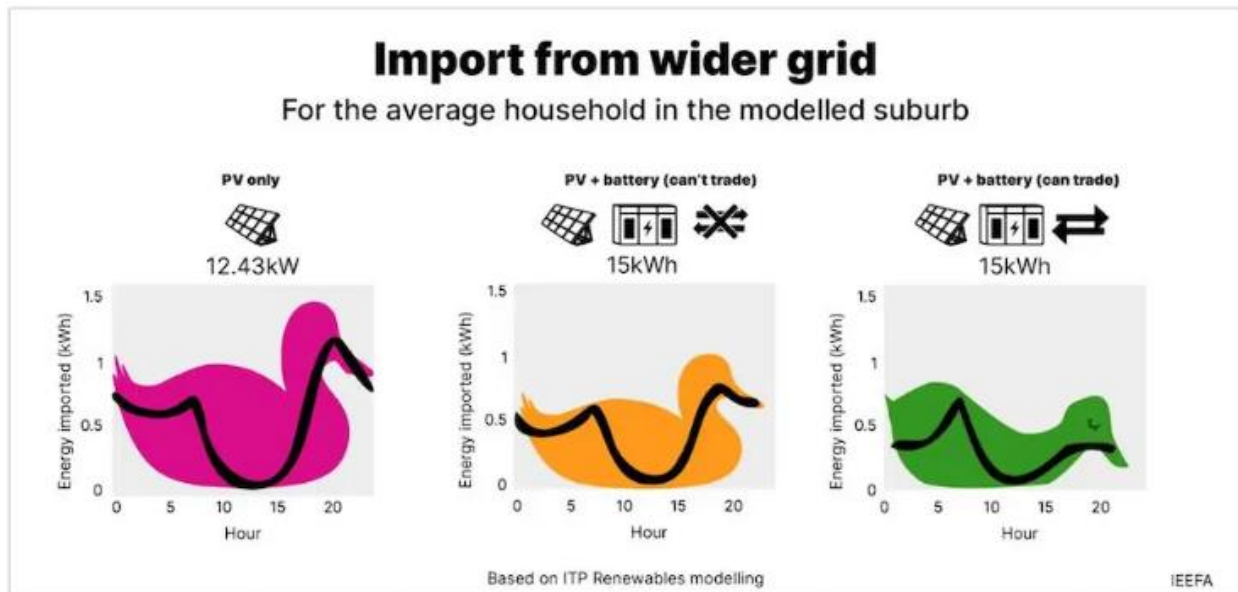 Import from wider grid
For the average household in the modelled suburb
PV only
12.43kW
Energy imported (kWh)
1.5
1
0.5
0
0 5 10 15 20
Hour
PV + battery (can't trade)
15kWh
Energy imported (kWh)
1.5
1
0.5
0
0 5 10 15 20
Hour
PV + battery (can trade)
15kWh
Energy imported (kWh)
1.5
1
0.5
0
0 5 10 15 20
Hour
Based on ITP Renewables modelling
IEEFA